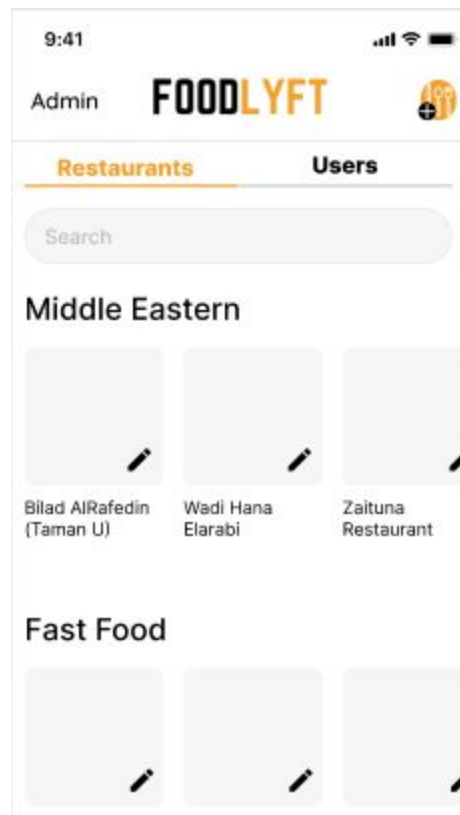 9:41
Admin
FOODLYFT
Restaurants
Users
Search
Middle Eastern
Bilad AlRafedin
(Taman U)
Wadi Hana
Elarabi
Zaituna
Restaurant
Fast Food